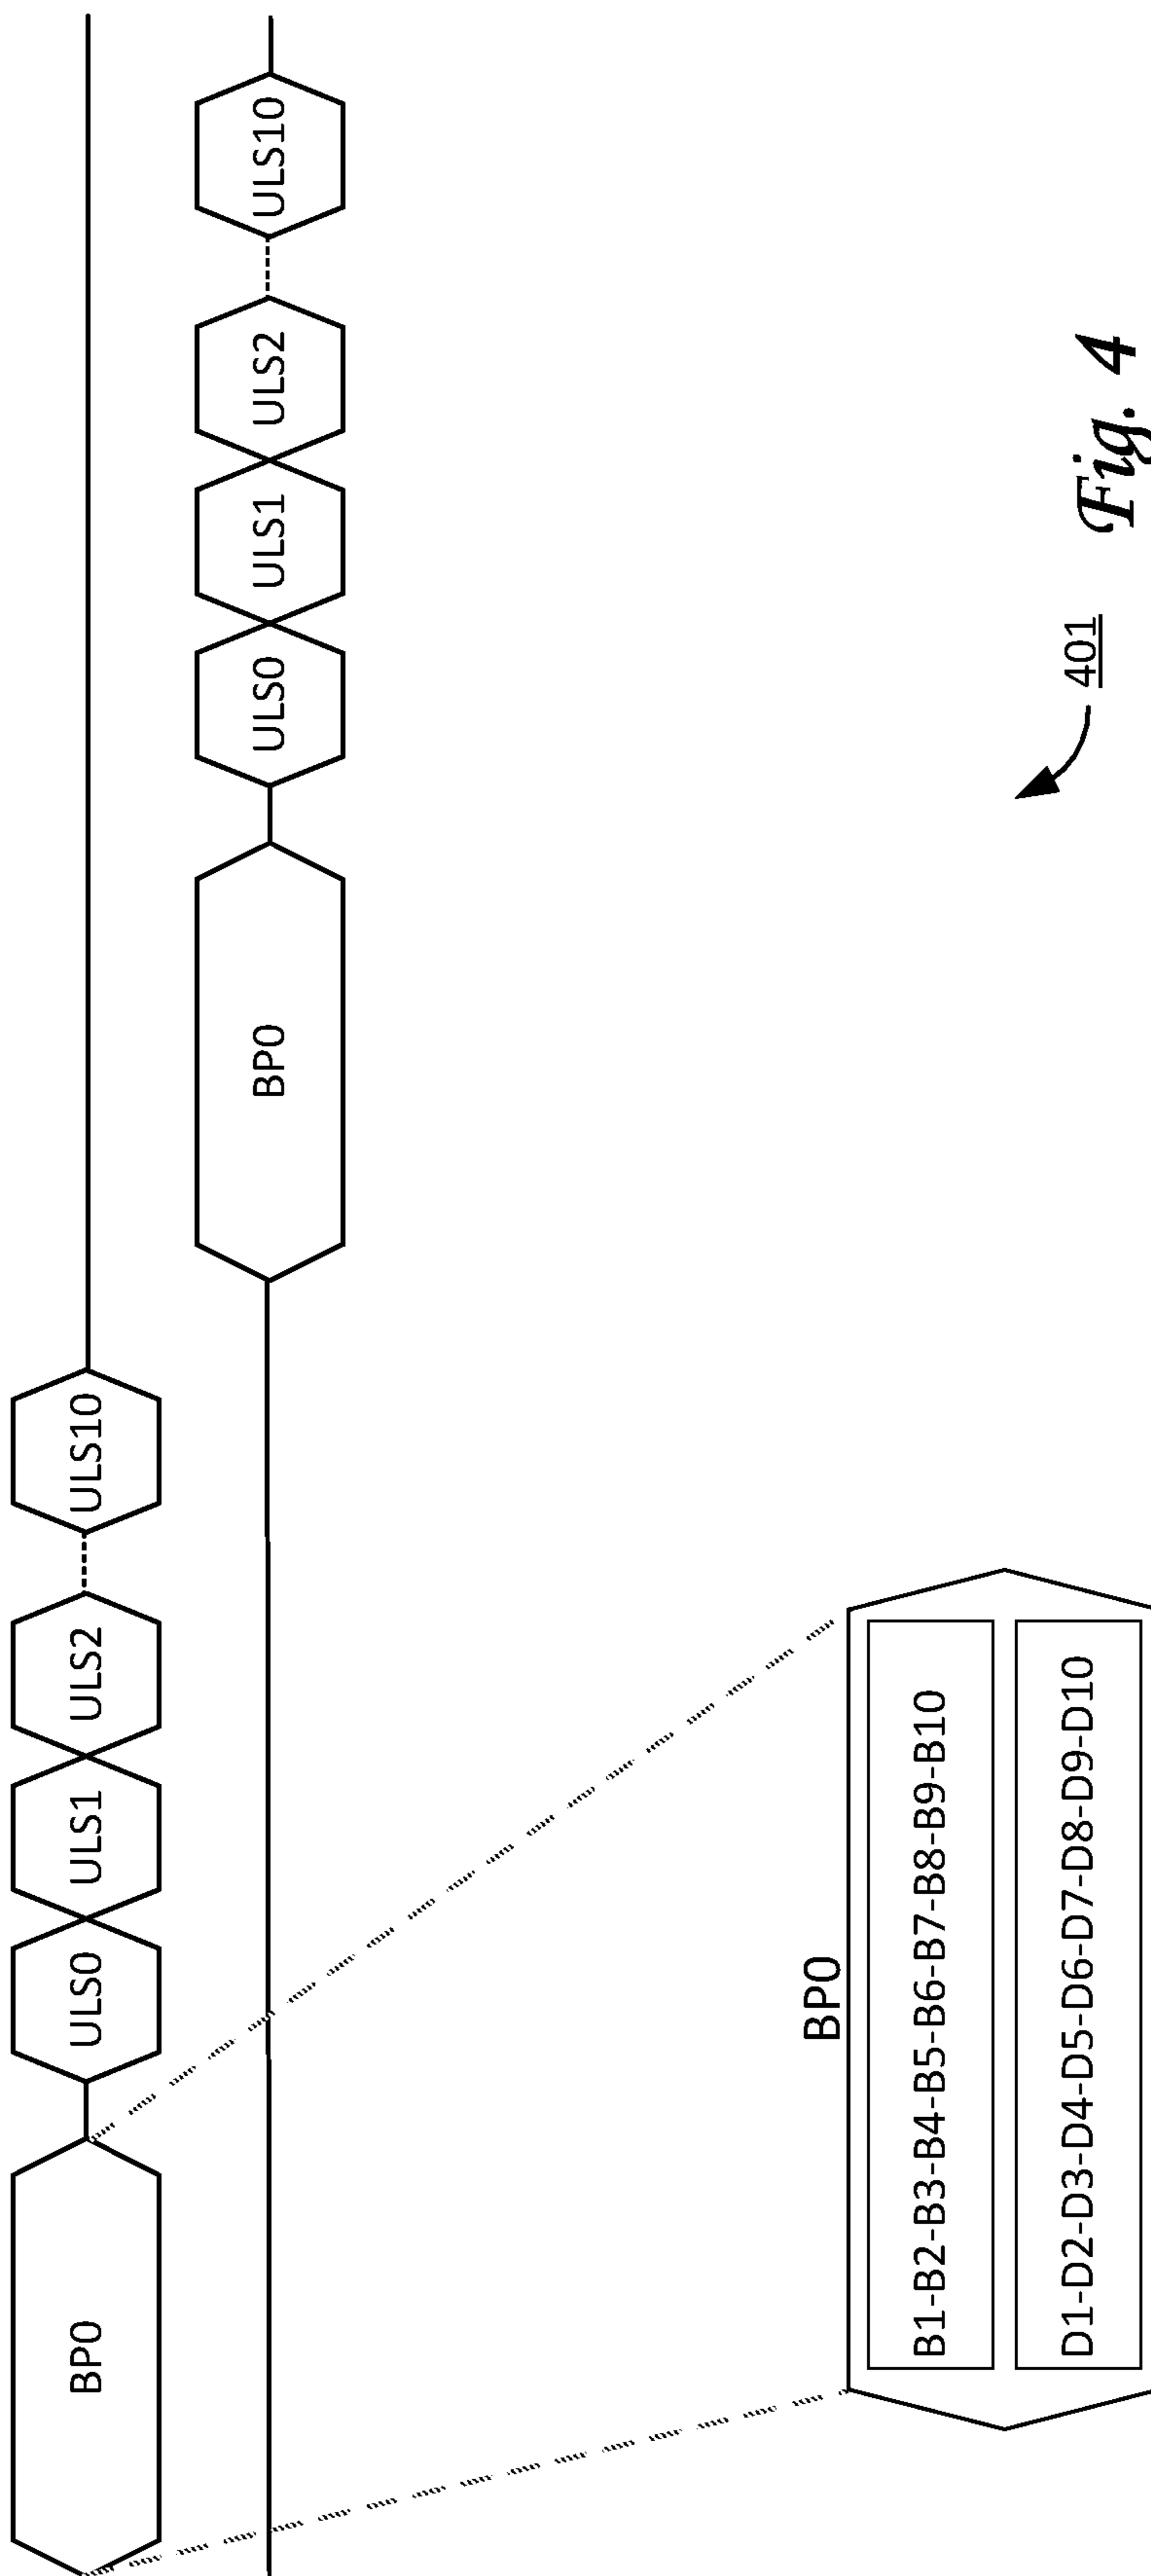 BP0
ULS0
ULS1
ULS2
ULS10
BP0
ULS0
ULS1
ULS2
ULS10
BP0
B1-B2-B3-B4-B5-B6-B7-B8-B9-B10
D1-D2-D3-D4-D5-D6-D7-D8-D9-D10
401
Fig. 4